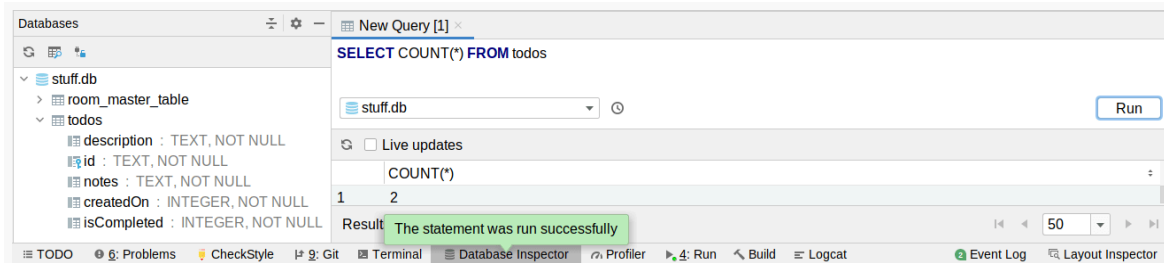 Databases
New Query [1]
SELECT COUNT(*) FROM todos
stuff.db
room_master_table
todos
description : TEXT, NOT NULL
id : TEXT, NOT NULL
notes : TEXT, NOT NULL
createdOn : INTEGER, NOT NULL
isCompleted : INTEGER, NOT NULL
stuff.db
Run
Live updates
COUNT(*)
1 2
Result
50
The statement was run successfully
TODO 6: Problems CheckStyle 9: Git Terminal Database Inspector Profiler 4: Run Build Logcat 2 Event Log Layout Inspector